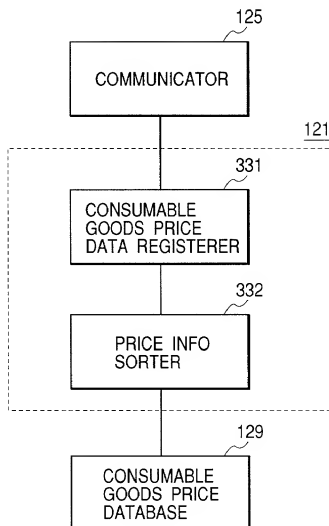 125
COMMUNICATOR
121
331
CONSUMABLE
GOODS PRICE
DATA REGISTERER
332
PRICE INFO
SORTER
129
CONSUMABLE
GOODS PRICE
DATABASE